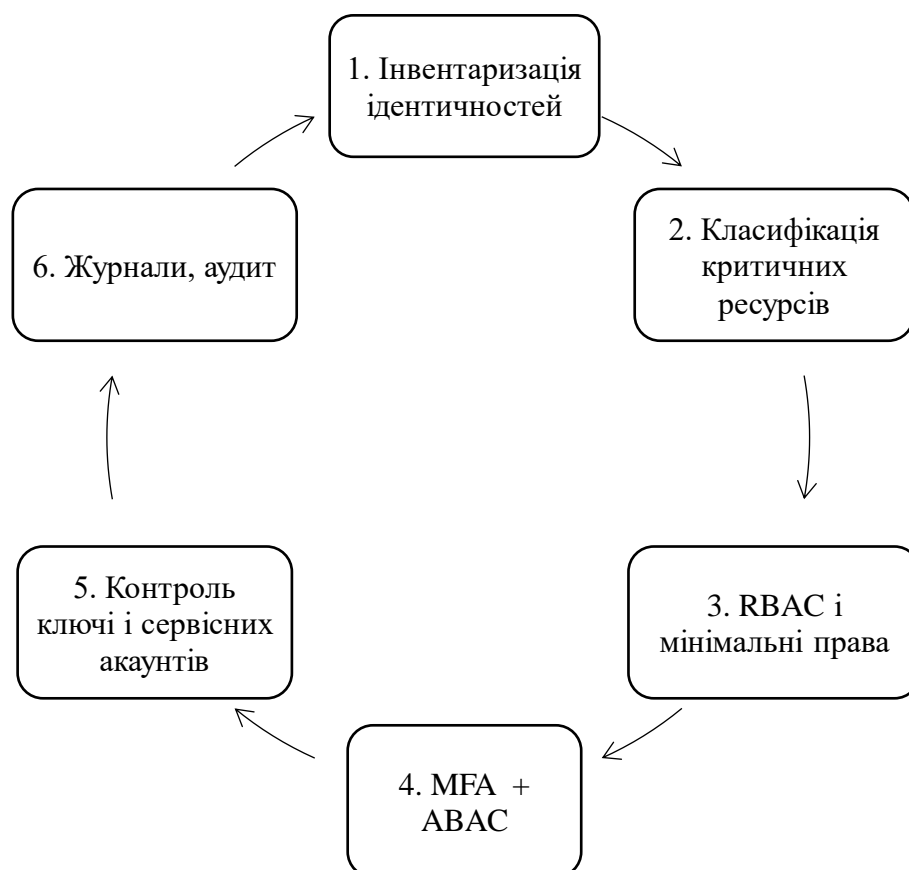 1. Інвентаризація
ідентичностей
2. Класифікація
критичних
ресурсів
3. RBAC і
мінімальні права
4. MFA +
ABAC
5. Контроль
ключі і сервісних
акаунтів
6. Журнали, аудит